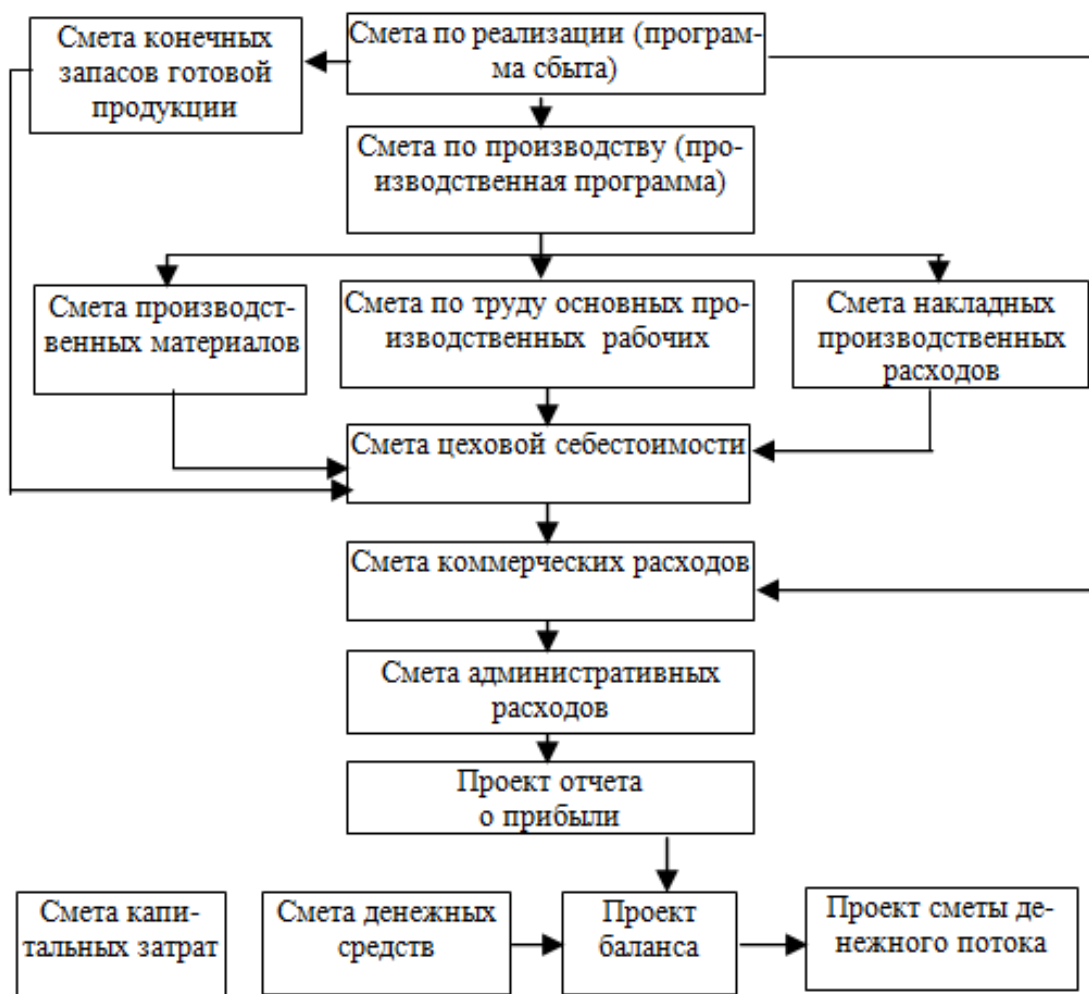 Смета конечных
запасов готовой
продукции
Смета по реализации (програм-
ма сбыта)
Смета по производству (про-
изводственная программа)
Смета производст-
венных материалов
Смета по труду основных про-
изводственных рабочих
Смета накладных
производственных
расходов
Смета цеховой себестоимости
Смета коммерческих расходов
Смета административных
расходов
Проект отчета
о прибыли
Смета капи-
тальных затрат
Смета денежных
средств
Проект
баланса
Проект сметы де-
нежного потока